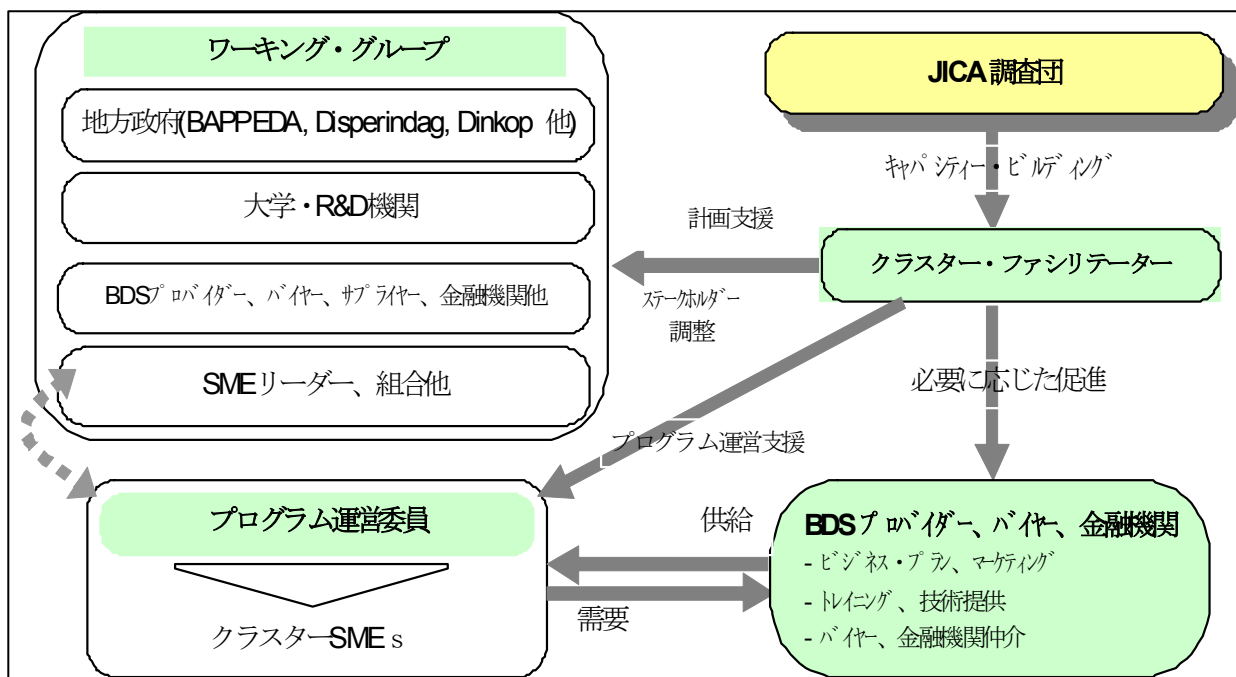 ワーキング・グループ
地方政府(BAPPEDA, Disperindag, Dinkop 他)
大学・R&D機関
BDSプロバイダー、バイヤー、サプライヤー、金融機関他
SMEリーダー、組合他
JICA 調査団
キャパシティー・ビルディング
計画支援
クラスター・ファシリテーター
ステークホルダー
調整
必要に応じた促進
プログラム運営支援
プログラム運営委員
クラスターSMEs
供給
需要
BDSプロバイダー、バイヤー、金融機関
- ビジネス・プラン、マーケティング
- トレイニング、技術提供
- バイヤー、金融機関仲介